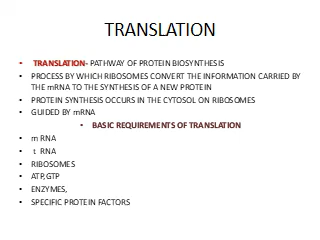 TRANSLATION
• TRANSLATION- PATHWAY OF PROTEIN BIOSYNTHESIS
• PROCESS BY WHICH RIBOSOMES CONVERT THE INFORMATION CARRIED BY
THE mRNA TO THE SYNTHESIS OF A NEW PROTEIN
• PROTEIN SYNTHESIS OCCURS IN THE CYTOSOL ON RIBOSOMES
• GUIDED BY mRNA
• BASIC REQUIREMENTS OF TRANSLATION
• m RNA
• t RNA
• RIBOSOMES
• ATP,GTP
• ENZYMES,
• SPECIFIC PROTEIN FACTORS